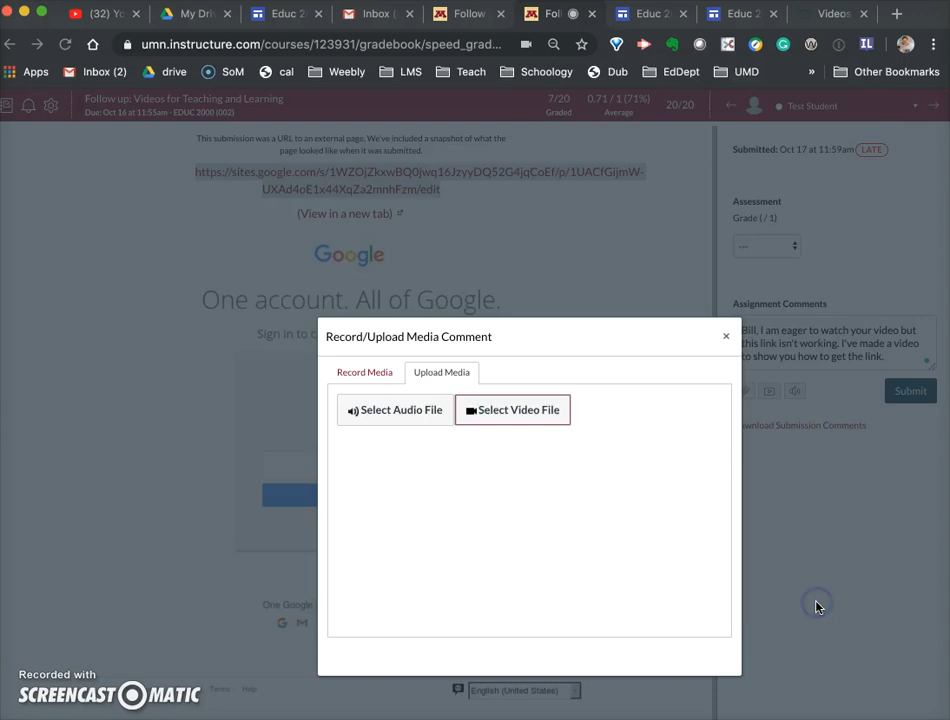 (32) Yo
My Driv
Educ 2
Inbox (
Follow
Foll
Educ 2
Educ 2
Videos
umn.instructure.com/courses/123931/gradebook/speed_grad...
Apps
Inbox (2)
drive
SoM
cal
Weebly
LMS
Teach
Schoology
Dub
EdDept
UMD
»
Other Bookmarks
Follow up: Videos for Teaching and Learning
Due: Oct 16 at 11:55am - EDUC 2000 (002)
7/20
Graded
0.71 / 1 (71%)
Average
20/20
Test Student
This submission was a URL to an external page. We've included a snapshot of what the
page looked like when it was submitted.
https://sites.google.com/s/1WZOjZkxwBQ0jwq16JzyyDQ52G4jqCoEf/p/1UACfGijmW-
UXAd4oE1x44XqZa2mnhFzm/edit
(View in a new tab)
Google
One account. All of Google.
Sign in to c
One Google
Submitted: Oct 17 at 11:59am LATE
Assessment
Grade ( / 1)
---
Assignment Comments
Bill, I am eager to watch your video but
this link isn't working. I've made a video
to show you how to get the link.
Submit
wnload Submission Comments
Record/Upload Media Comment
×
Record Media
Upload Media
Select Audio File
Select Video File
Terms
Help
English (United States)
Recorded with
SCREENCAST MATIC